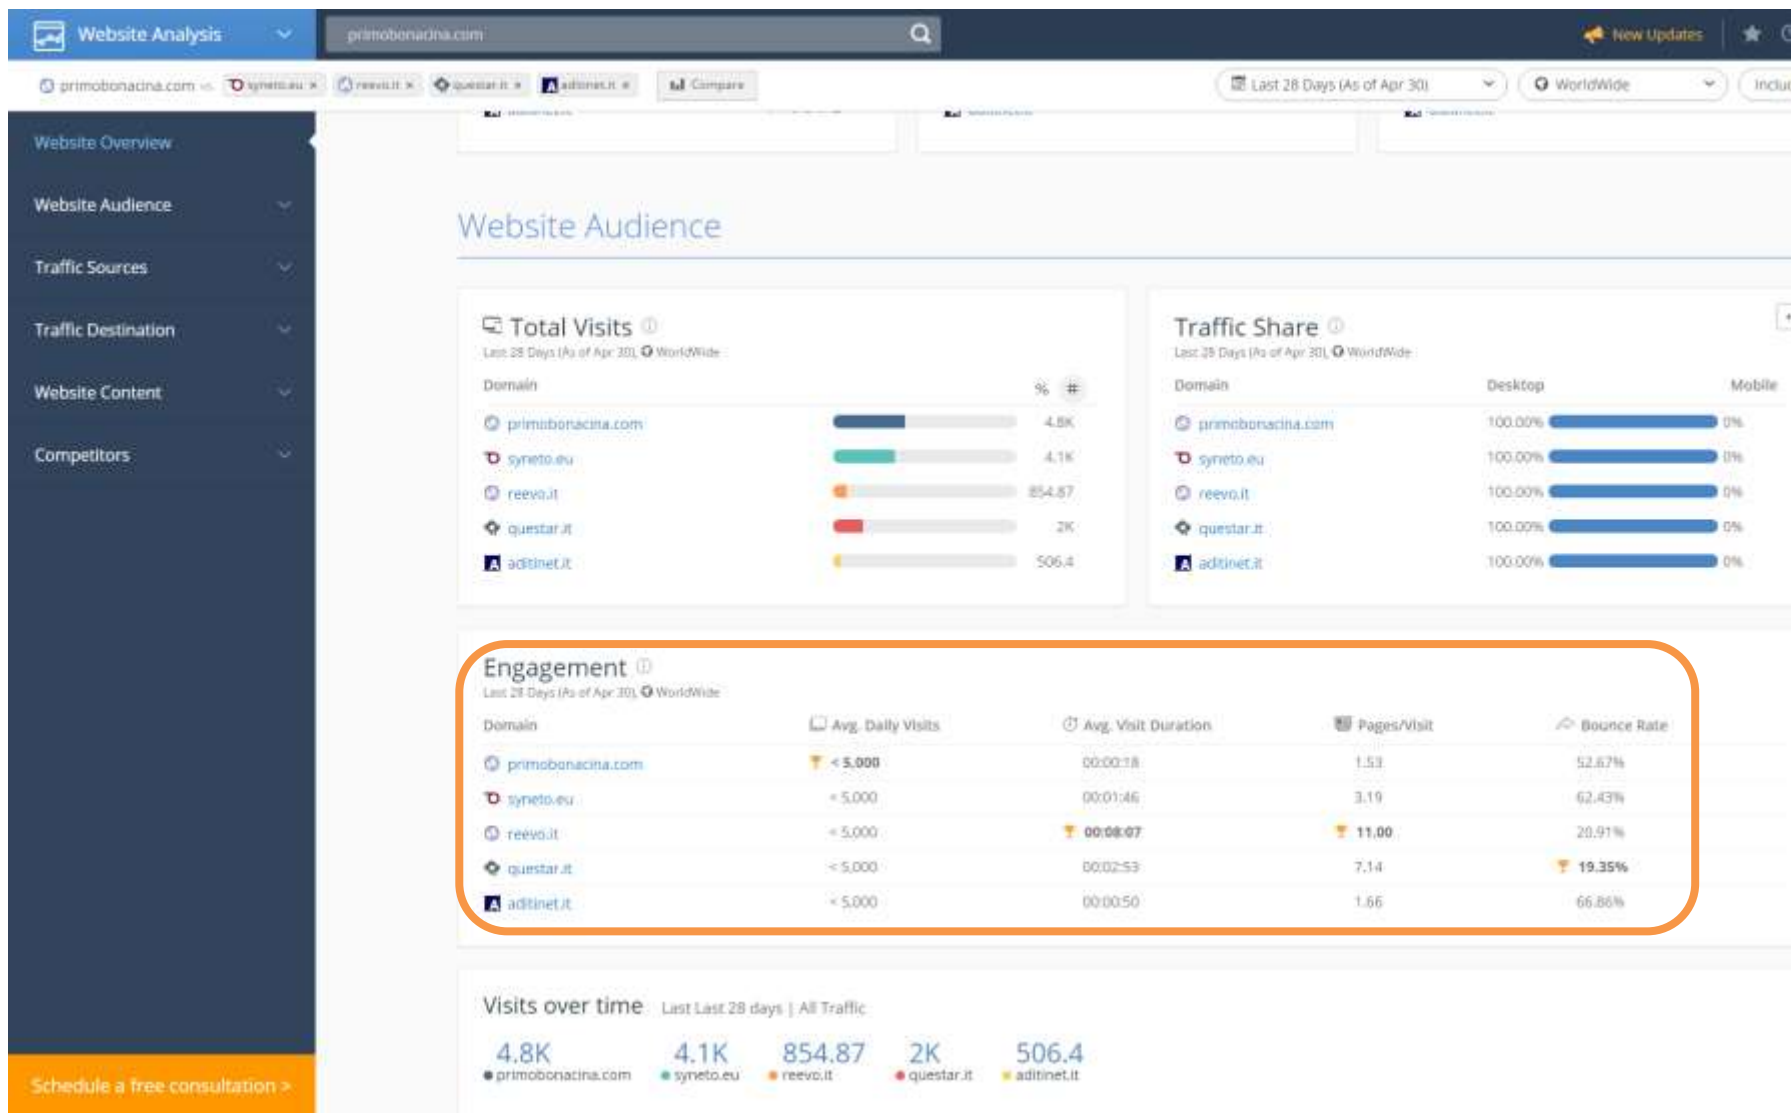 Website Analysis
primobonacina.com
New Updates
primobonacina.com vs. syneto.eu × reevo.it × questar.it × aditinet.it × Compare
Last 28 Days (As of Apr 30)
WorldWide
Includ
Website Overview
Website Audience
Traffic Sources
Traffic Destination
Website Content
Competitors
Schedule a free consultation >
Website Audience
Total Visits
Last 28 Days (As of Apr 30), WorldWide
Domain % #
primobonacina.com 4.8K
syneto.eu 4.1K
reevo.it 854.87
questar.it 2K
aditinet.it 506.4
Traffic Share
Last 28 Days (As of Apr 30), WorldWide
Domain Desktop Mobile
primobonacina.com 100.00% 0%
syneto.eu 100.00% 0%
reevo.it 100.00% 0%
questar.it 100.00% 0%
aditinet.it 100.00% 0%
Engagement
Last 28 Days (As of Apr 30), WorldWide
Domain Avg. Daily Visits Avg. Visit Duration Pages/Visit Bounce Rate
primobonacina.com < 5,000 00:00:18 1.53 52.67%
syneto.eu < 5,000 00:01:46 3.19 62.43%
reevo.it < 5,000 00:08:07 11.00 20.91%
questar.it < 5,000 00:02:53 7.14 19.35%
aditinet.it < 5,000 00:00:50 1.66 66.86%
Visits over time Last Last 28 days | All Traffic
4.8K 4.1K 854.87 2K 506.4
primobonacina.com syneto.eu reevo.it questar.it aditinet.it